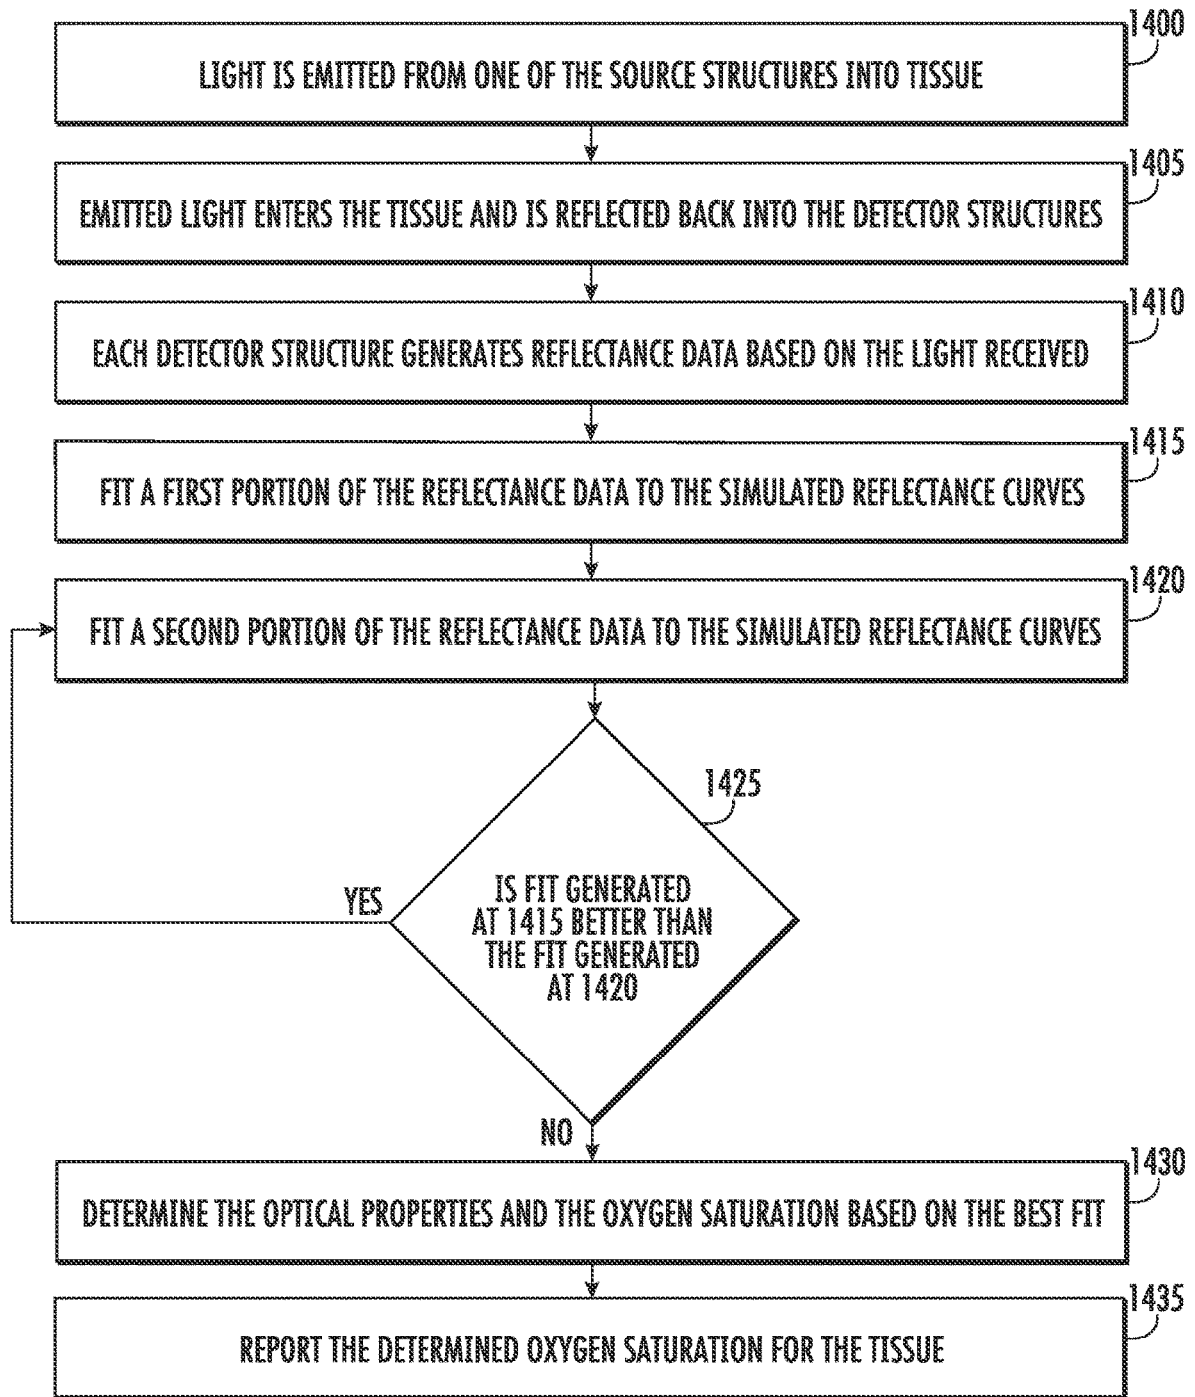 1400
LIGHT IS EMITTED FROM ONE OF THE SOURCE STRUCTURES INTO TISSUE
1405
EMITTED LIGHT ENTERS THE TISSUE AND IS REFLECTED BACK INTO THE DETECTOR STRUCTURES
1410
EACH DETECTOR STRUCTURE GENERATES REFLECTANCE DATA BASED ON THE LIGHT RECEIVED
1415
FIT A FIRST PORTION OF THE REFLECTANCE DATA TO THE SIMULATED REFLECTANCE CURVES
1420
FIT A SECOND PORTION OF THE REFLECTANCE DATA TO THE SIMULATED REFLECTANCE CURVES
1425
YES
IS FIT GENERATED
AT 1415 BETTER THAN
THE FIT GENERATED
AT 1420
NO
1430
DETERMINE THE OPTICAL PROPERTIES AND THE OXYGEN SATURATION BASED ON THE BEST FIT
1435
REPORT THE DETERMINED OXYGEN SATURATION FOR THE TISSUE